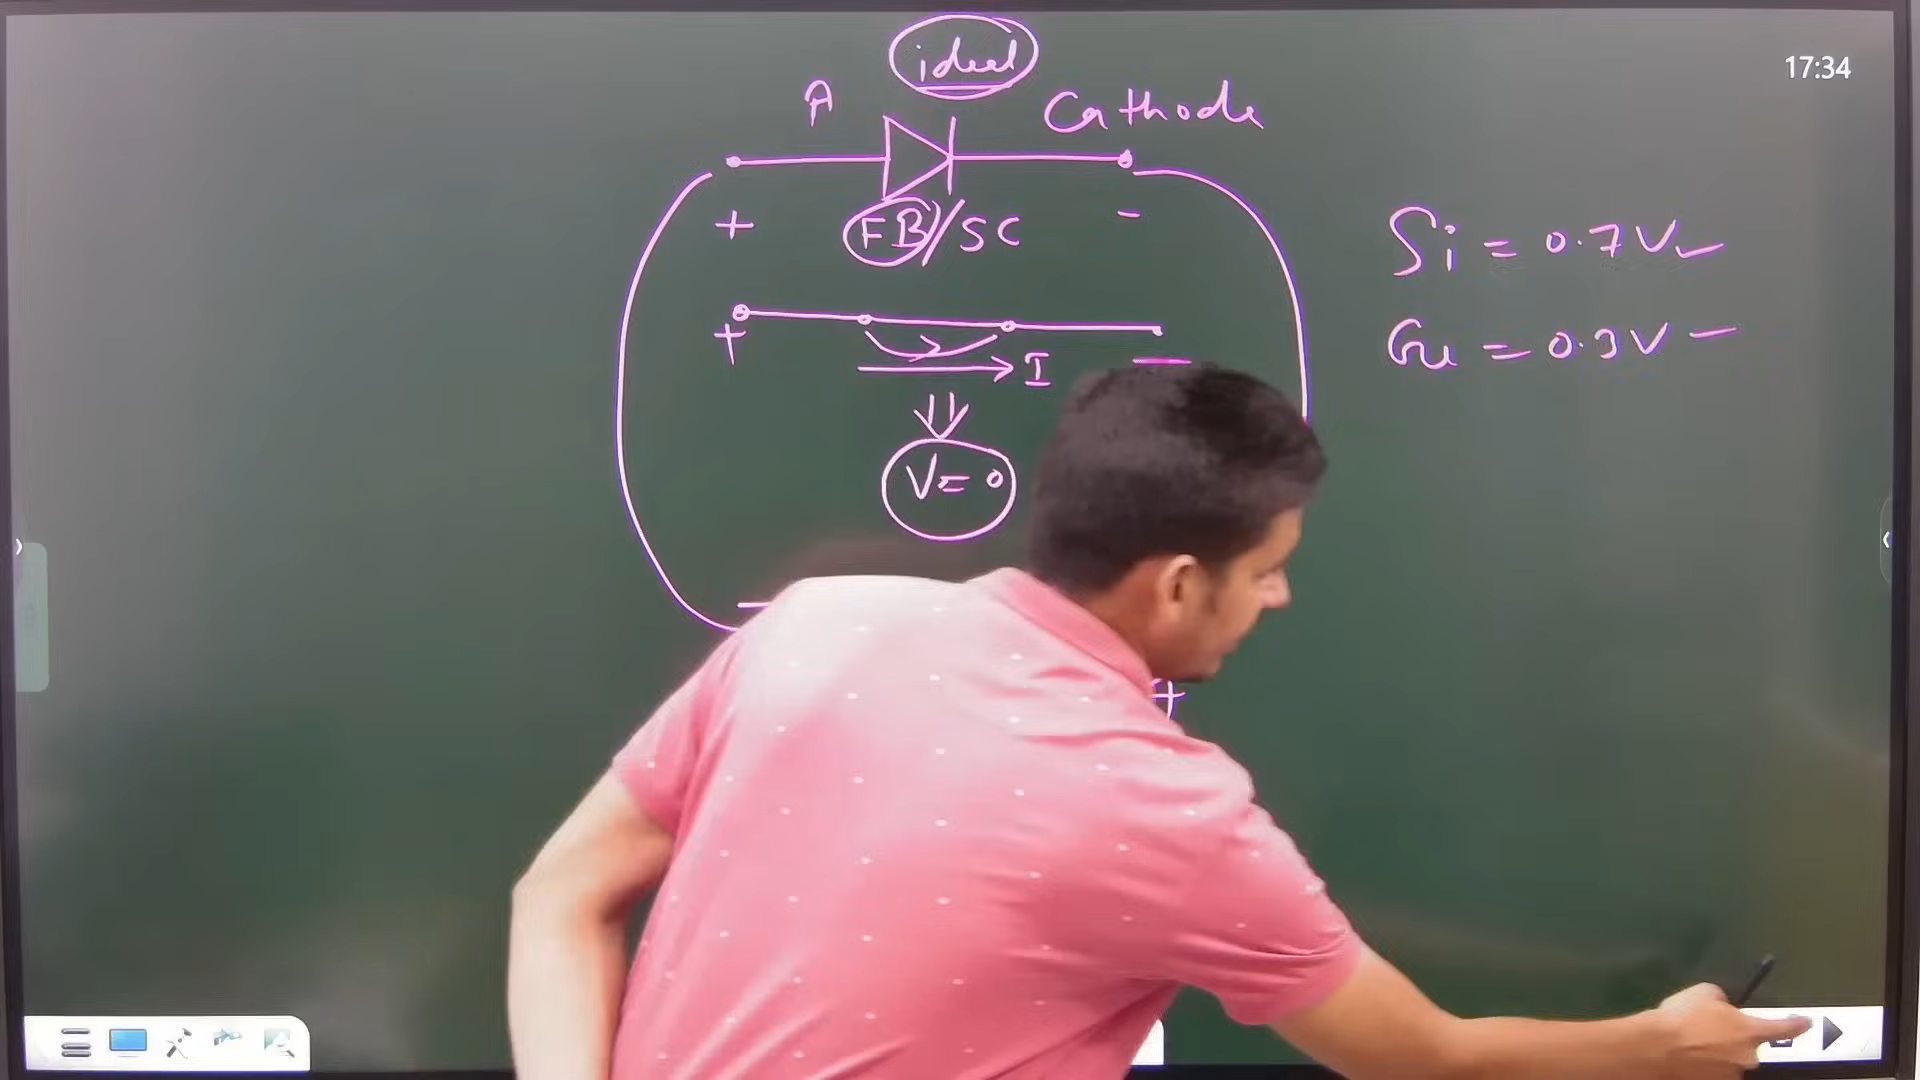 ideal
17:34
A
Cathode
+ FB/SC -
Si = 0.7V
+ I -
Ge = 0.3V
V = 0
+